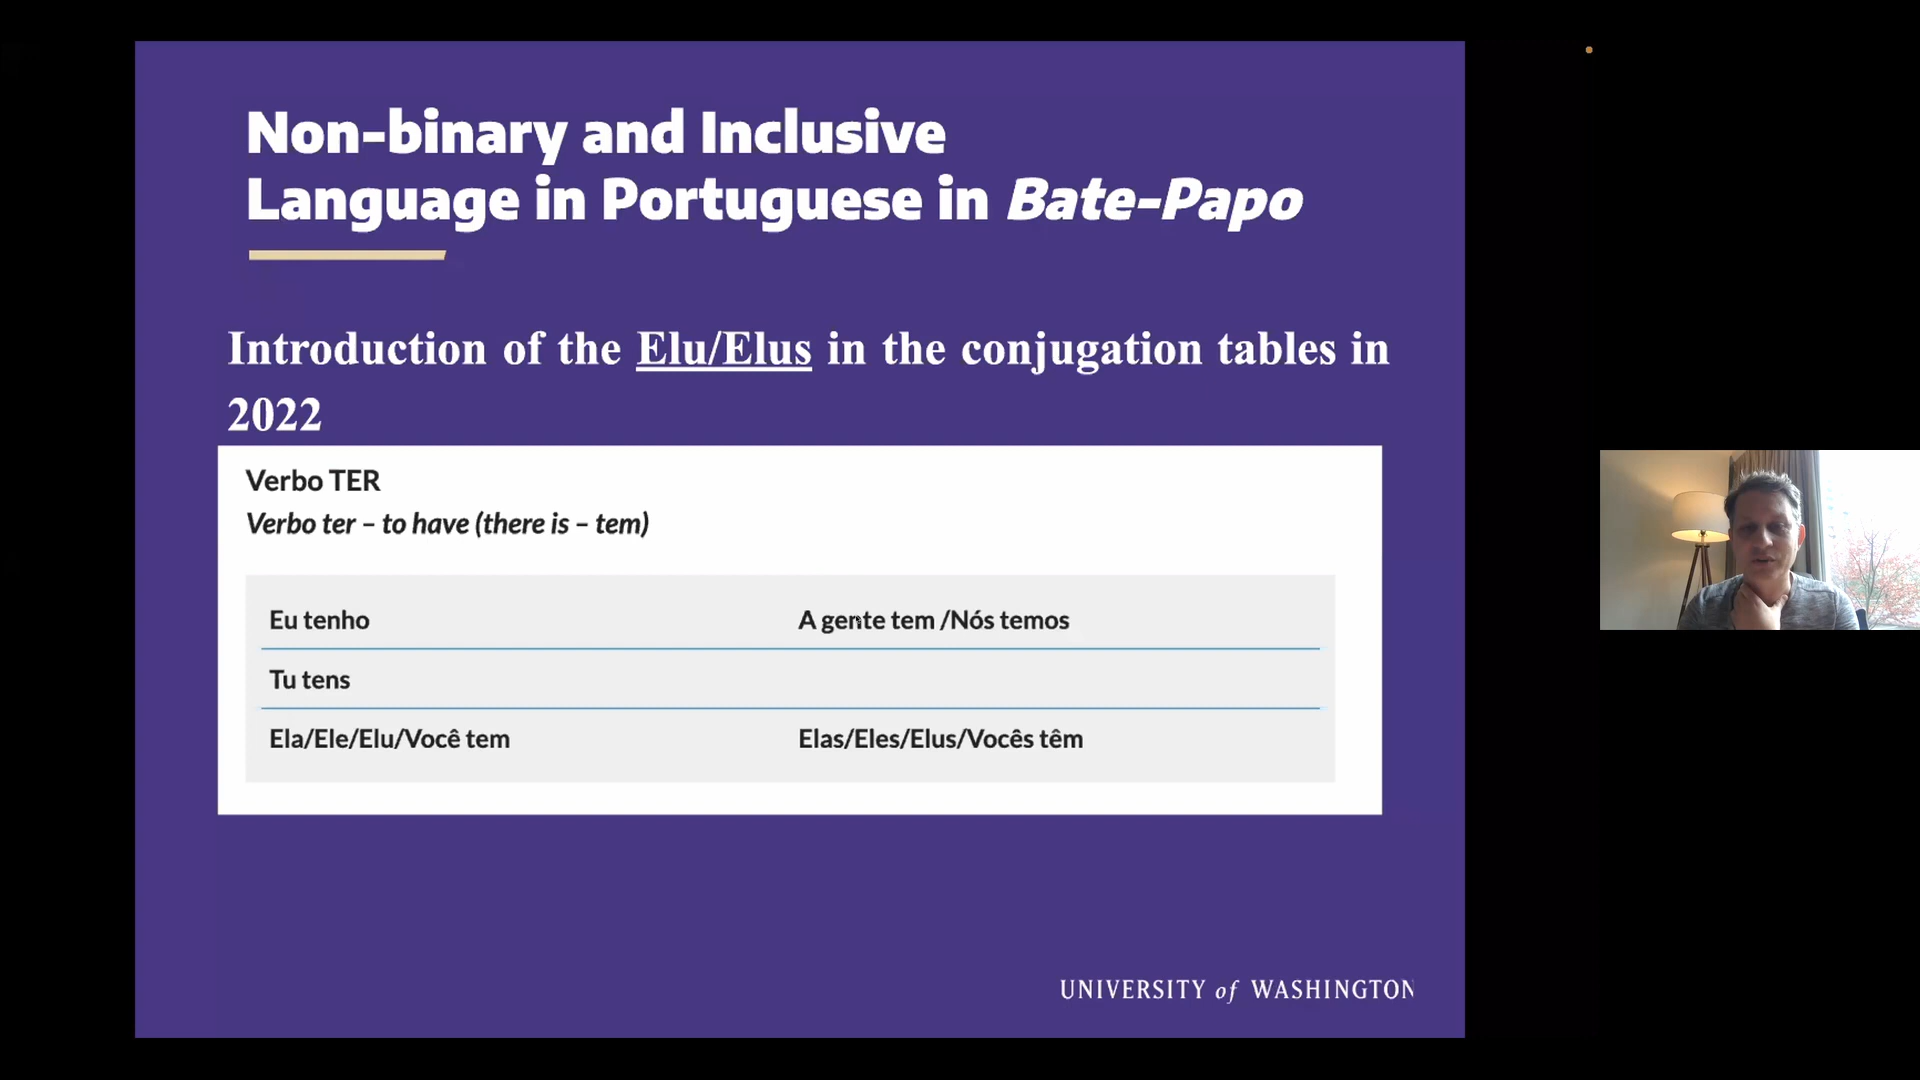 Non-binary and Inclusive
Language in Portuguese in Bate-Papo
Introduction of the Elu/Elus in the conjugation tables in
2022
Verbo TER
Verbo ter – to have (there is – tem)
Eu tenho
A gente tem /Nós temos
Tu tens
Ela/Ele/Elu/Você tem
Elas/Eles/Elus/Vocês têm
UNIVERSITY of WASHINGTON